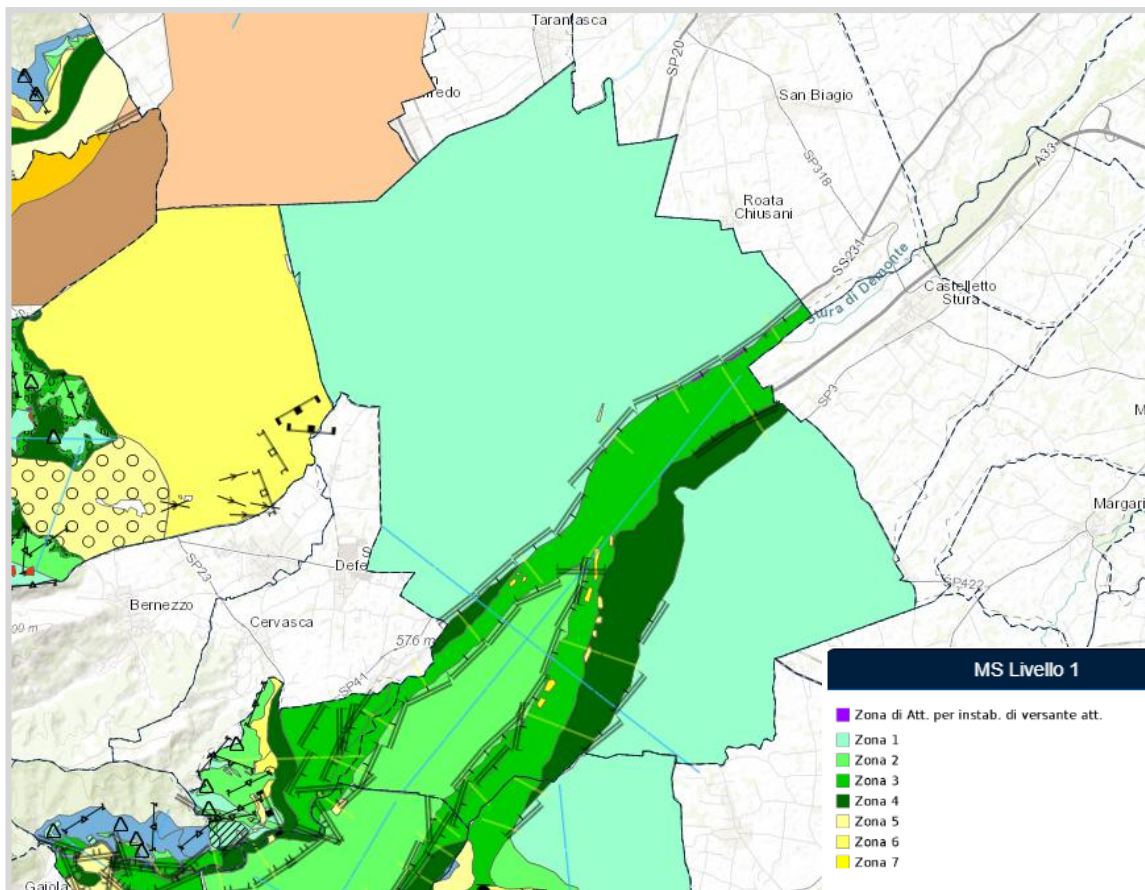 Tarantasca
SP20
San Biagio
SP318
A33
Roata
Chiusani
SS231
Stura di Demonte
Castelletto
Stura
SP3
Margari
SP422
SP23
Defe
Bernezzo
Cervasca
576 m
SP41
Gaiola
MS Livello 1
Zona di Att. per instab. di versante att.
Zona 1
Zona 2
Zona 3
Zona 4
Zona 5
Zona 6
Zona 7